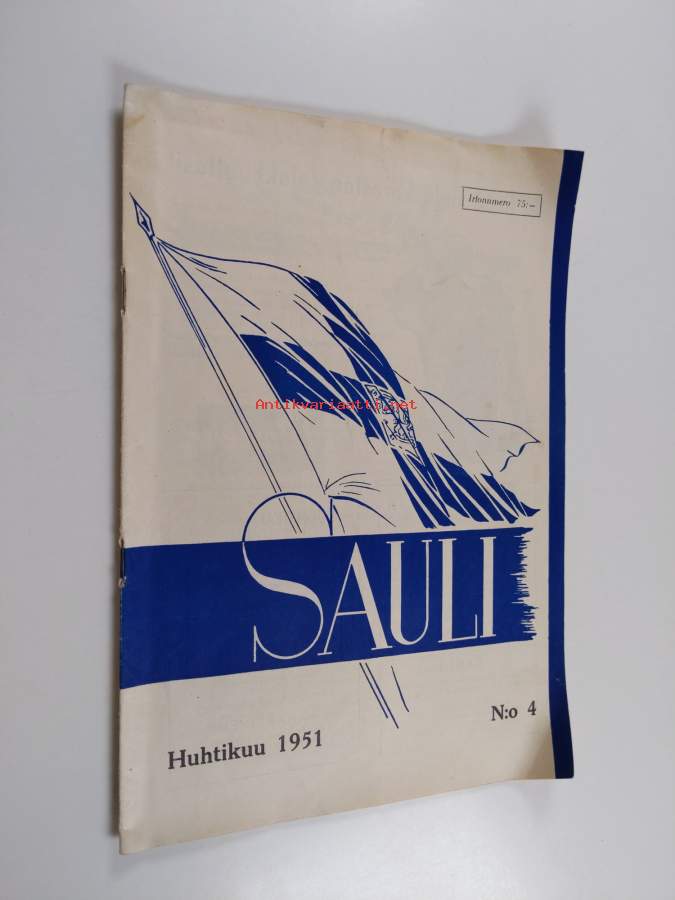 Irtonumero 75:—
Antikvariaatti.net
SAULI
Huhtikuu 1951
N:o 4